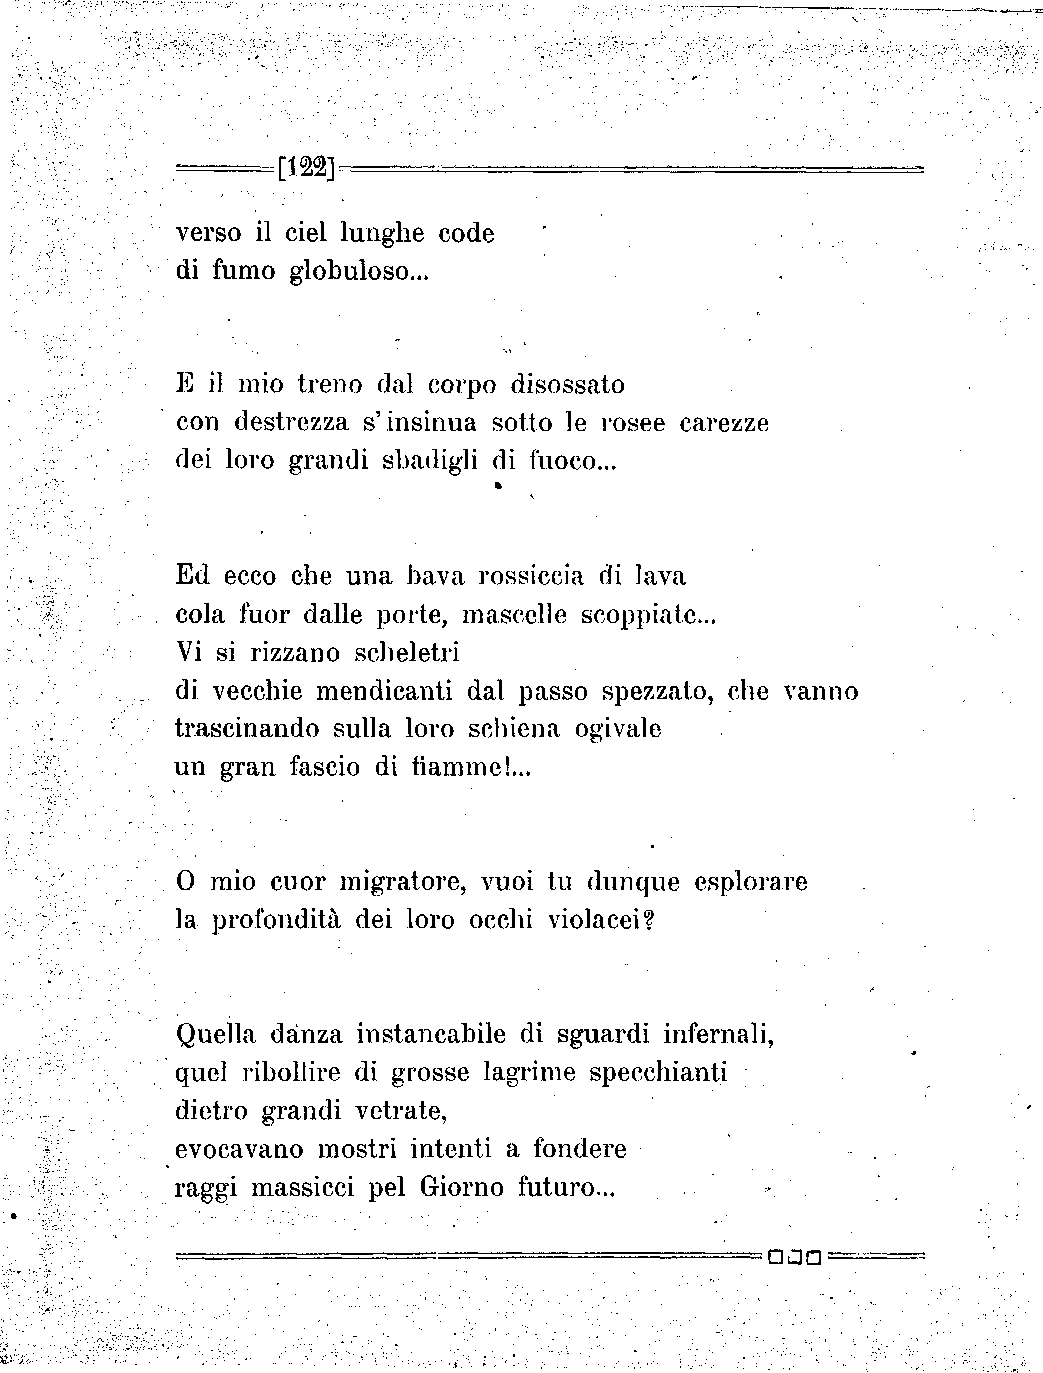 [122]
verso il ciel lunghe code
di fumo globuloso...
E il mio treno dal corpo disossato
con destrezza s'insinua sotto le rosee carezze
dei loro grandi sbadigli di fuoco...
Ed ecco che una bava rossiccia di lava
cola fuor dalle porte, mascelle scoppiate...
Vi si rizzano scheletri
di vecchie mendicanti dal passo spezzato, che vanno
trascinando sulla loro schiena ogivale
un gran fascio di fiamme!...
O mio cuor migratore, vuoi tu dunque esplorare
la profondità dei loro occhi violacei?
Quella danza instancabile di sguardi infernali,
quel ribollire di grosse lagrime specchianti
dietro grandi vetrate,
evocavano mostri intenti a fondere
raggi massicci pel Giorno futuro...